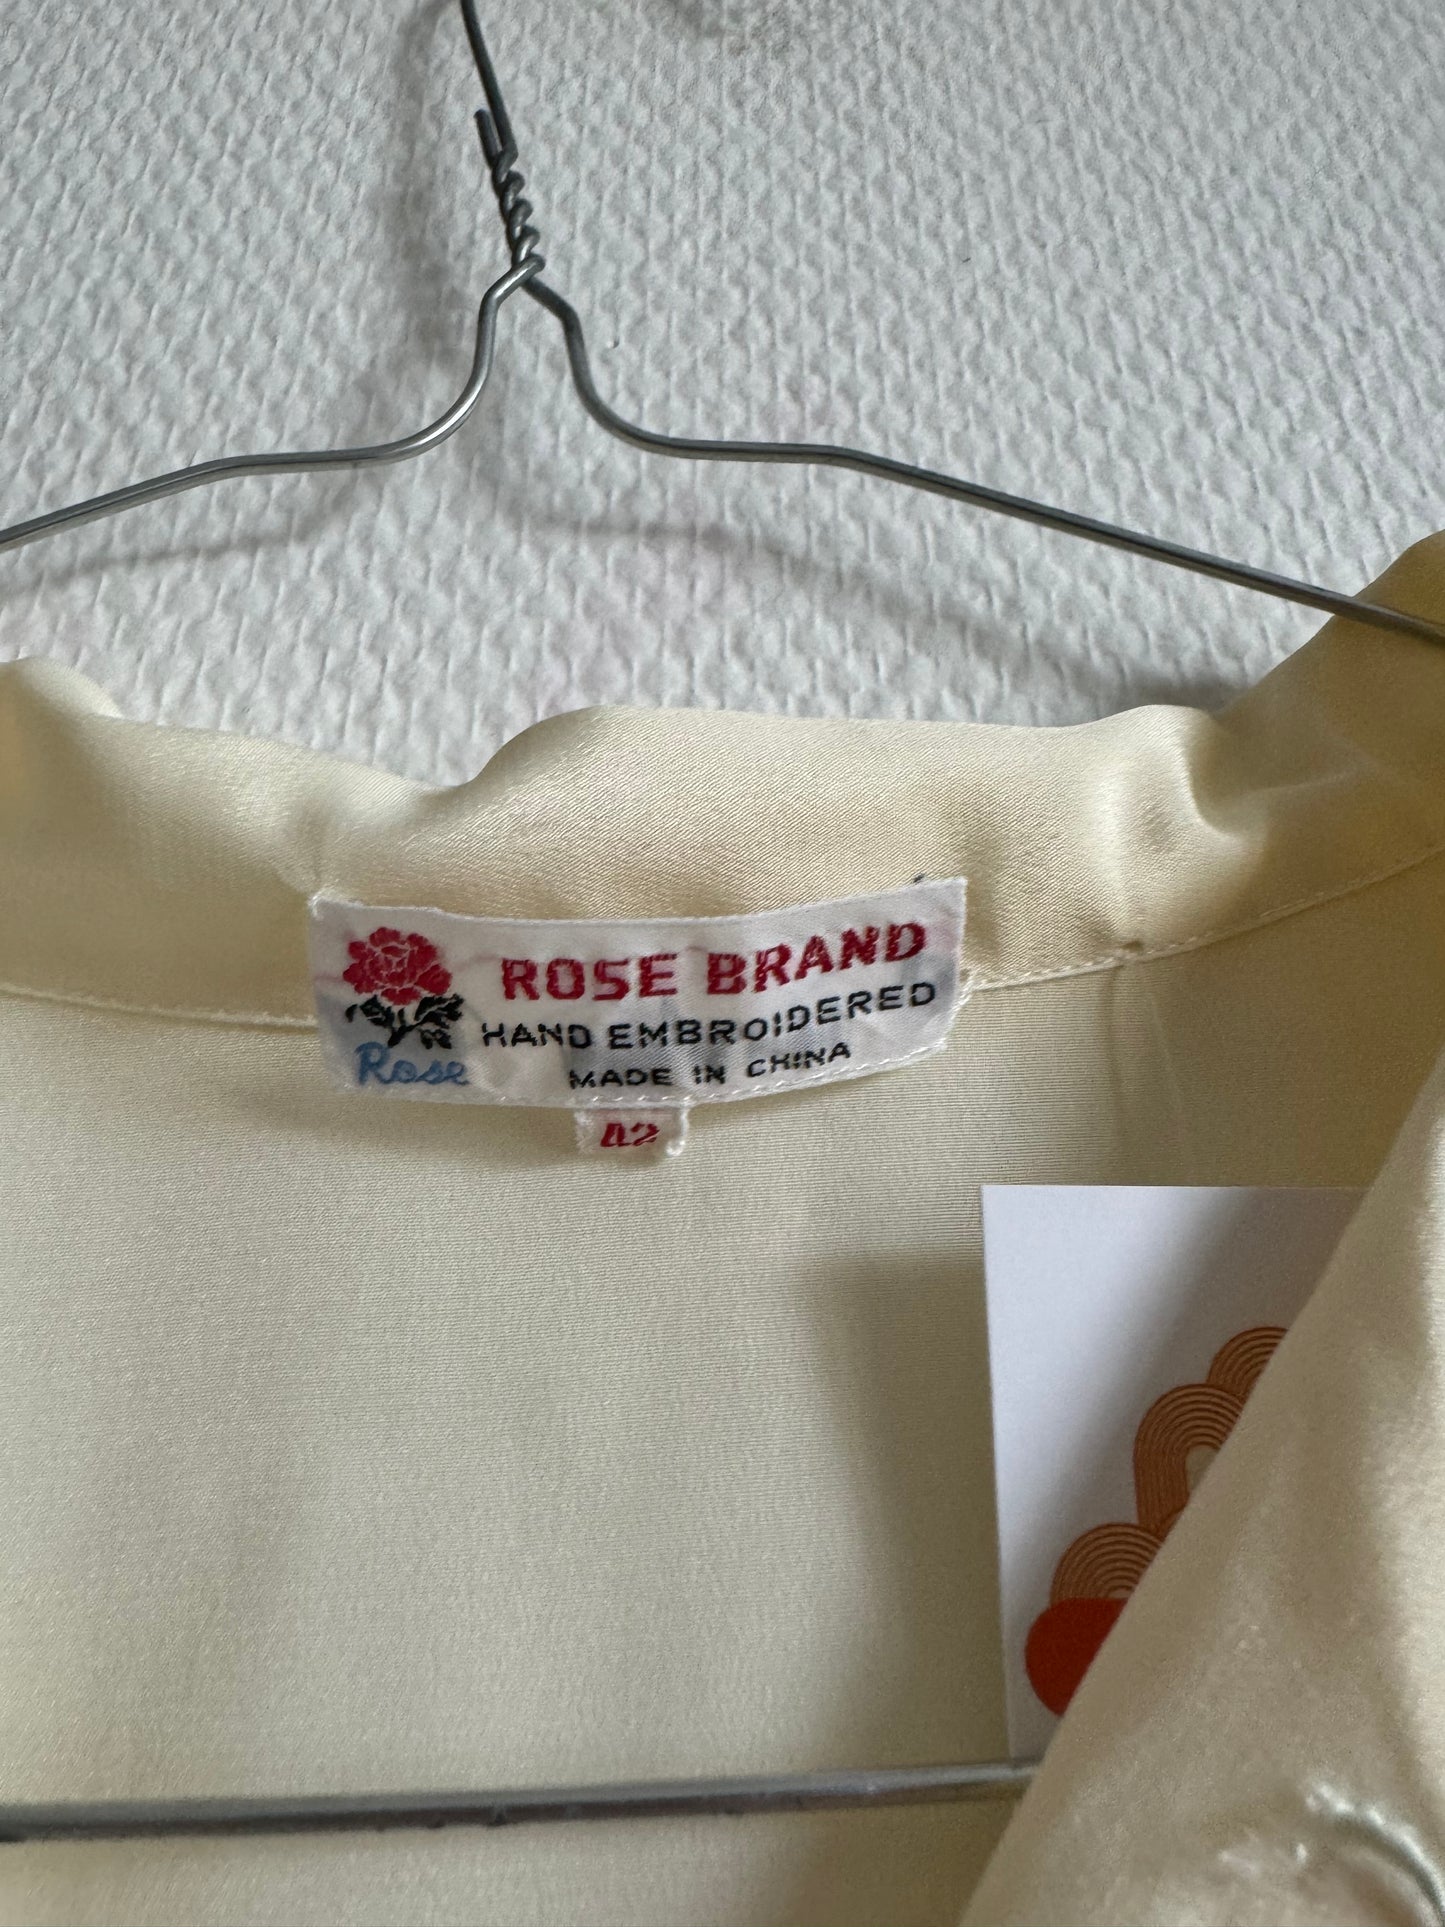 ROSE BRAND
HAND EMBROIDERED
MADE IN CHINA
Rose
42